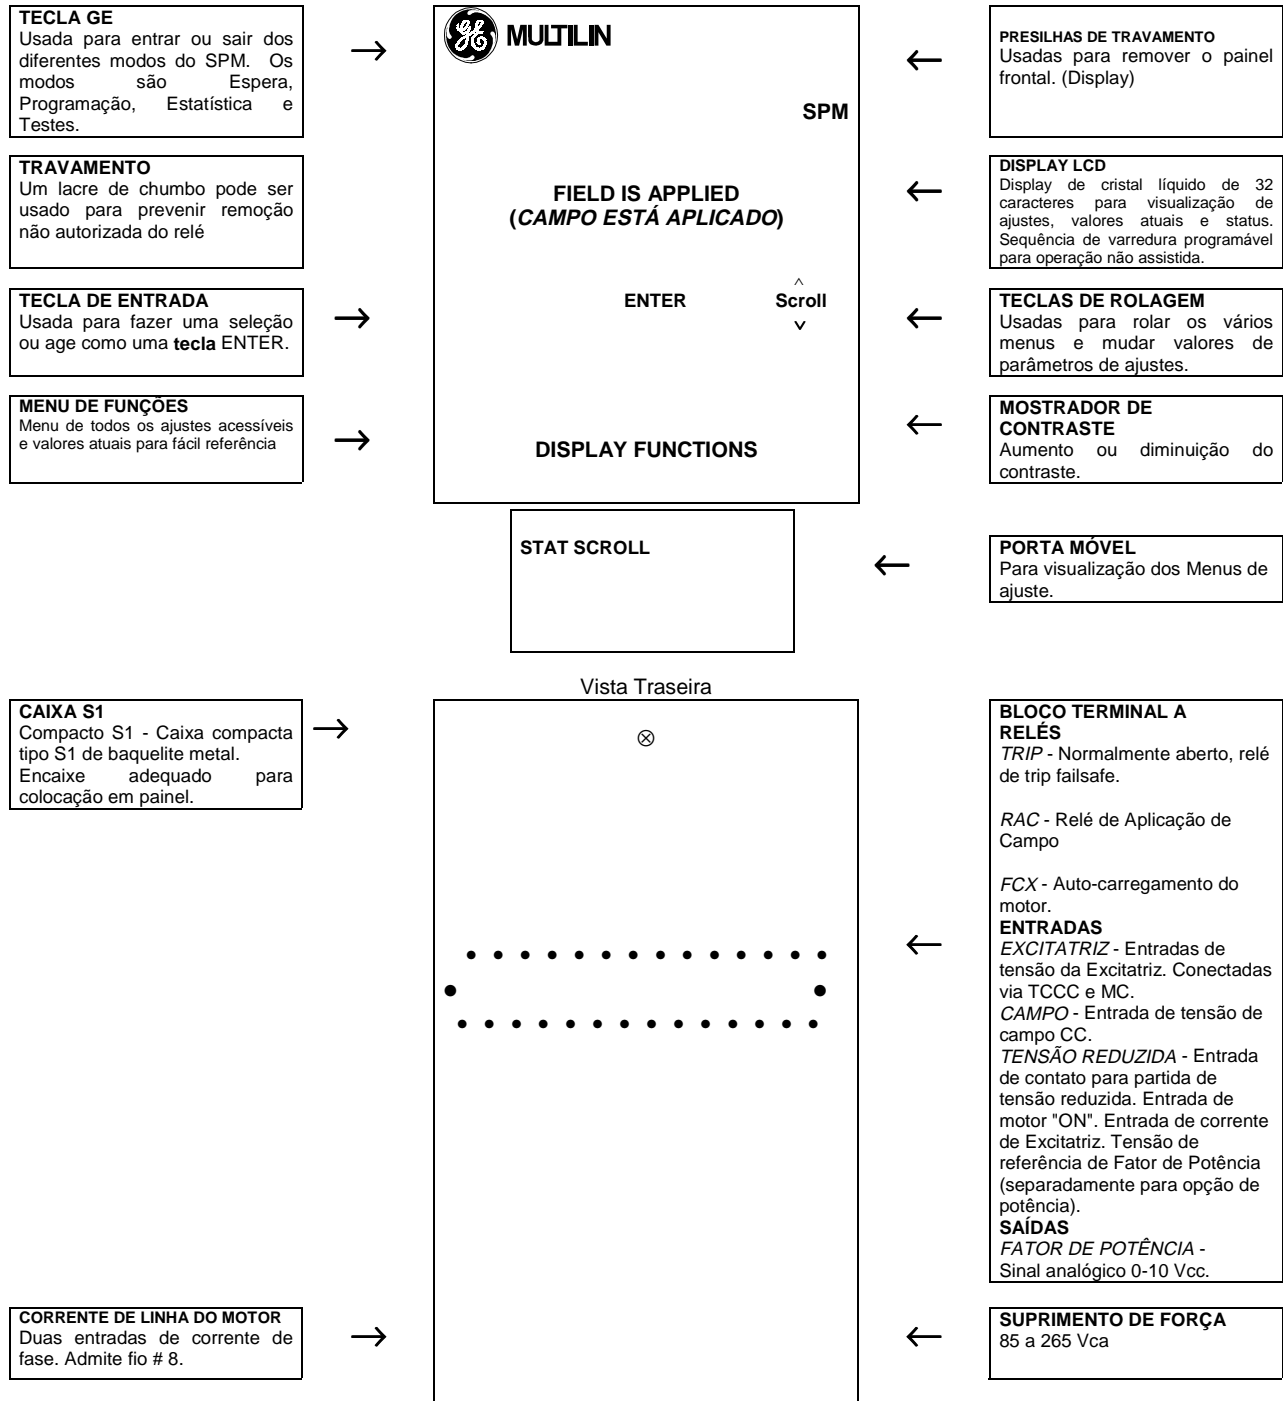 TECLA GE
Usada para entrar ou sair dos
diferentes modos do SPM. Os
modos são Espera,
Programação, Estatística e
Testes.
MULTILIN
SPM
PRESILHAS DE TRAVAMENTO
Usadas para remover o painel
frontal. (Display)
TRAVAMENTO
Um lacre de chumbo pode ser
usado para prevenir remoção
não autorizada do relé
FIELD IS APPLIED
(CAMPO ESTÁ APLICADO)
DISPLAY LCD
Display de cristal líquido de 32
caracteres para visualização de
ajustes, valores atuais e status.
Sequência de varredura programável
para operação não assistida.
TECLA DE ENTRADA
Usada para fazer uma seleção
ou age como uma tecla ENTER.
ENTER
Scroll
TECLAS DE ROLAGEM
Usadas para rolar os vários
menus e mudar valores de
parâmetros de ajustes.
MENU DE FUNÇÕES
Menu de todos os ajustes acessíveis
e valores atuais para fácil referência
DISPLAY FUNCTIONS
MOSTRADOR DE
CONTRASTE
Aumento ou diminuição do
contraste.
STAT SCROLL
PORTA MÓVEL
Para visualização dos Menus de
ajuste.
Vista Traseira
CAIXA S1
Compacto S1 - Caixa compacta
tipo S1 de baquelite metal.
Encaixe adequado para
colocação em painel.
BLOCO TERMINAL A
RELÉS
TRIP - Normalmente aberto, relé
de trip failsafe.
RAC - Relé de Aplicação de
Campo
FCX - Auto-carregamento do
motor.
ENTRADAS
EXCITATRIZ - Entradas de
tensão da Excitatriz. Conectadas
via TCCC e MC.
CAMPO - Entrada de tensão de
campo CC.
TENSÃO REDUZIDA - Entrada
de contato para partida de
tensão reduzida. Entrada de
motor "ON". Entrada de corrente
de Excitatriz. Tensão de
referência de Fator de Potência
(separadamente para opção de
potência).
SAÍDAS
FATOR DE POTÊNCIA -
Sinal analógico 0-10 Vcc.
CORRENTE DE LINHA DO MOTOR
Duas entradas de corrente de
fase. Admite fio # 8.
SUPRIMENTO DE FORÇA
85 a 265 Vca